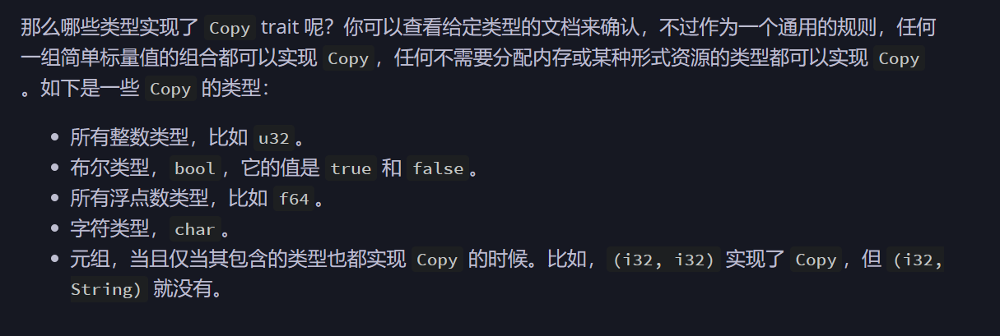 那么哪些类型实现了 Copy trait 呢？你可以查看给定类型的文档来确认，不过作为一个通用的规则，任何
一组简单标量值的组合都可以实现 Copy，任何不需要分配内存或某种形式资源的类型都可以实现 Copy
。如下是一些 Copy 的类型：
• 所有整数类型，比如 u32。
• 布尔类型，bool，它的值是 true 和 false。
• 所有浮点数类型，比如 f64。
• 字符类型，char。
• 元组，当且仅当其包含的类型也都实现 Copy 的时候。比如，(i32, i32) 实现了 Copy，但 (i32,
String) 就没有。